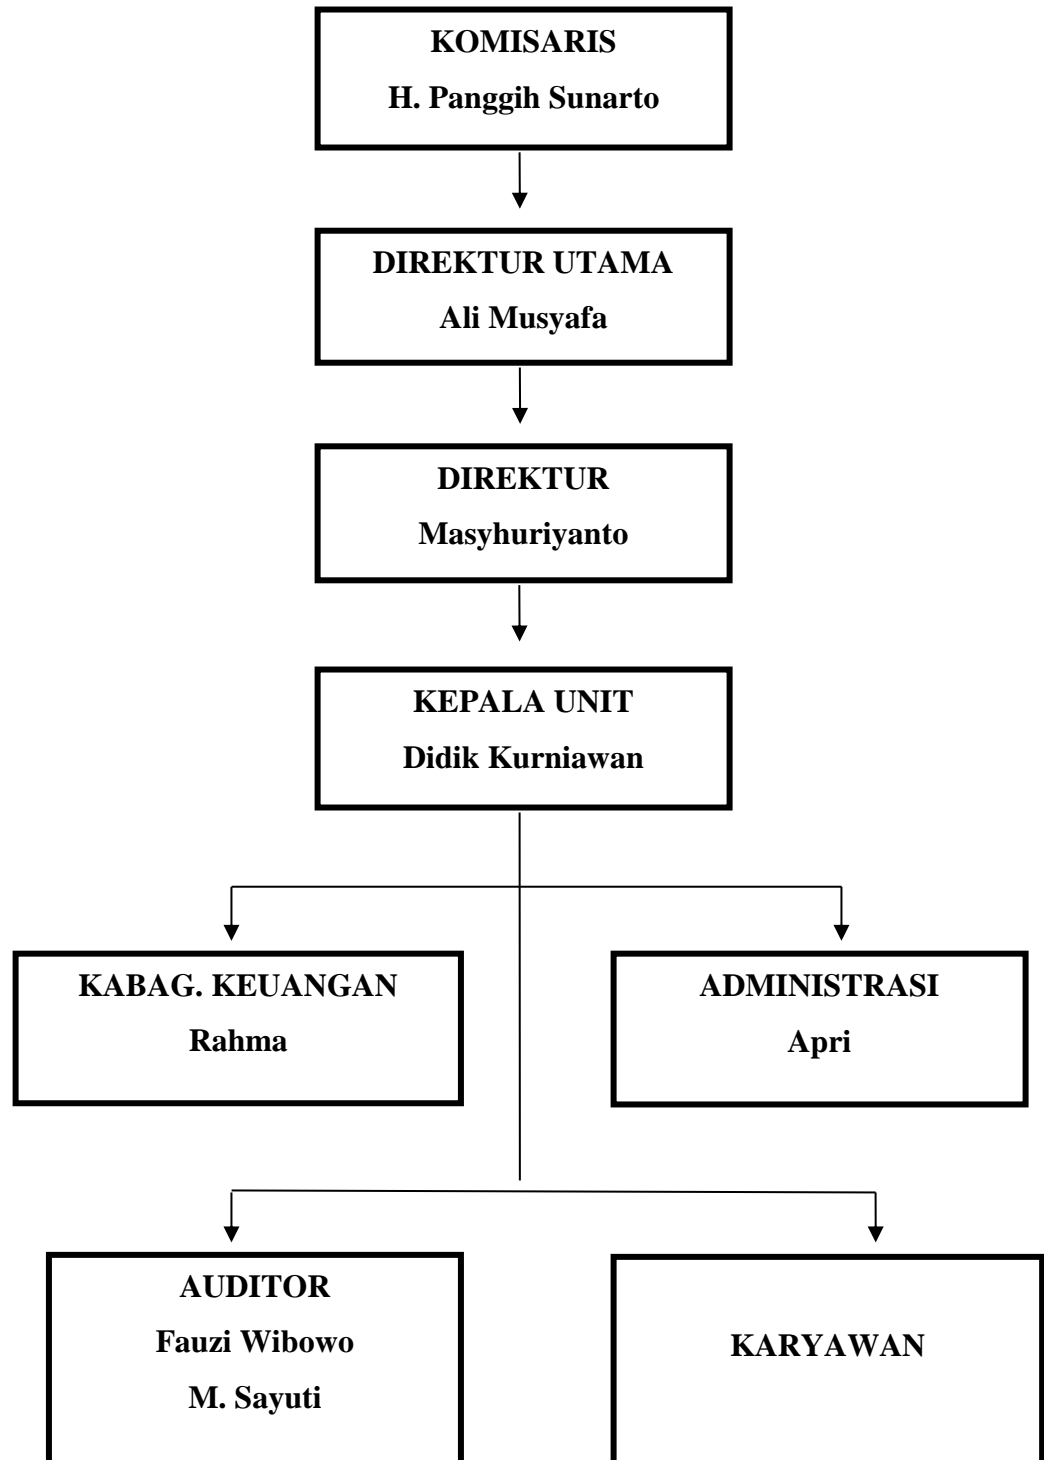 KOMISARIS
H. Panggih Sunarto
DIREKTUR UTAMA
Ali Musyafa
DIREKTUR
Masyhuriyanto
KEPALA UNIT
Didik Kurniawan
KABAG. KEUANGAN
Rahma
ADMINISTRASI
Apri
AUDITOR
Fauzi Wibowo
M. Sayuti
KARYAWAN